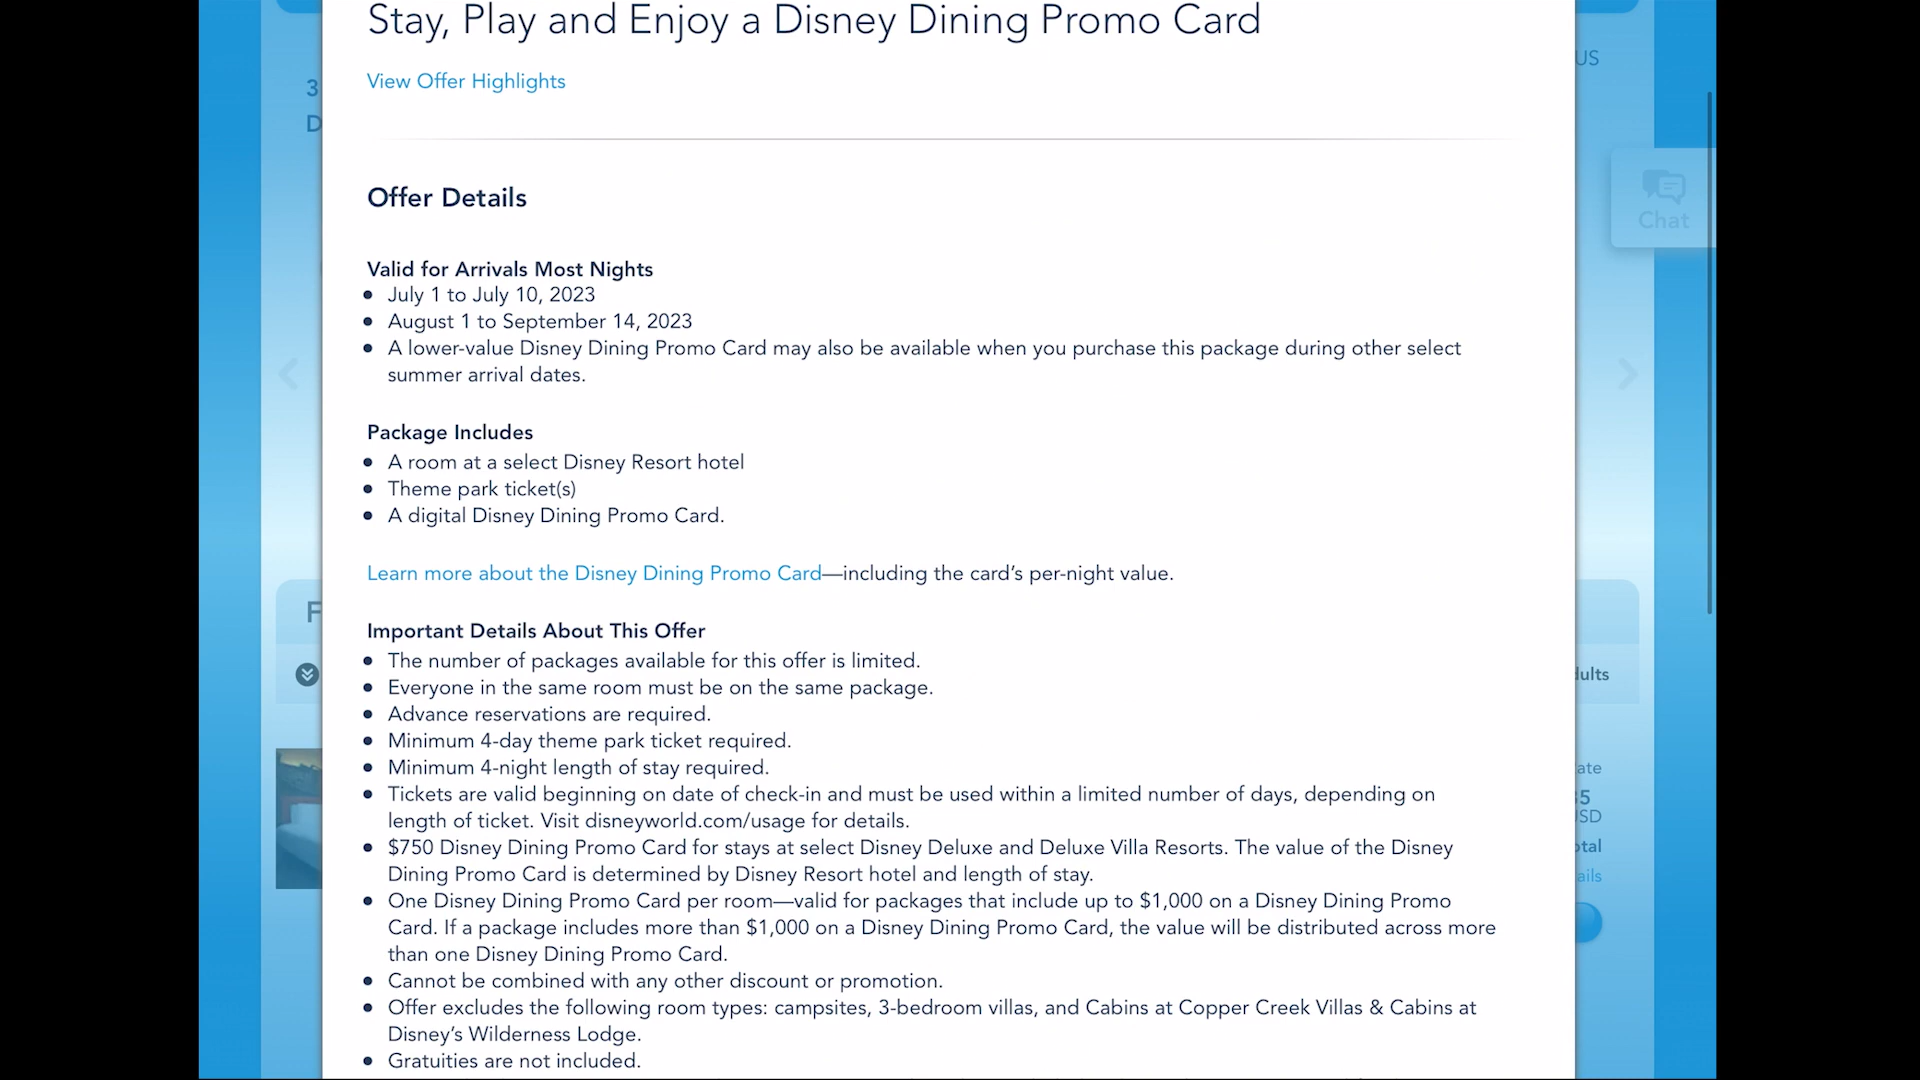 Stay, Play and Enjoy a Disney Dining Promo Card
View Offer Highlights
US
3
D
Chat
Offer Details
Valid for Arrivals Most Nights
July 1 to July 10, 2023
August 1 to September 14, 2023
A lower-value Disney Dining Promo Card may also be available when you purchase this package during other select
summer arrival dates.
Package Includes
A room at a select Disney Resort hotel
Theme park ticket(s)
A digital Disney Dining Promo Card.
Learn more about the Disney Dining Promo Card—including the card’s per-night value.
F
Important Details About This Offer
The number of packages available for this offer is limited.
Everyone in the same room must be on the same package.
Advance reservations are required.
Minimum 4-day theme park ticket required.
Minimum 4-night length of stay required.
Tickets are valid beginning on date of check-in and must be used within a limited number of days, depending on
length of ticket. Visit disneyworld.com/usage for details.
$750 Disney Dining Promo Card for stays at select Disney Deluxe and Deluxe Villa Resorts. The value of the Disney
Dining Promo Card is determined by Disney Resort hotel and length of stay.
One Disney Dining Promo Card per room—valid for packages that include up to $1,000 on a Disney Dining Promo
Card. If a package includes more than $1,000 on a Disney Dining Promo Card, the value will be distributed across more
than one Disney Dining Promo Card.
Cannot be combined with any other discount or promotion.
Offer excludes the following room types: campsites, 3-bedroom villas, and Cabins at Copper Creek Villas & Cabins at
Disney’s Wilderness Lodge.
Gratuities are not included.